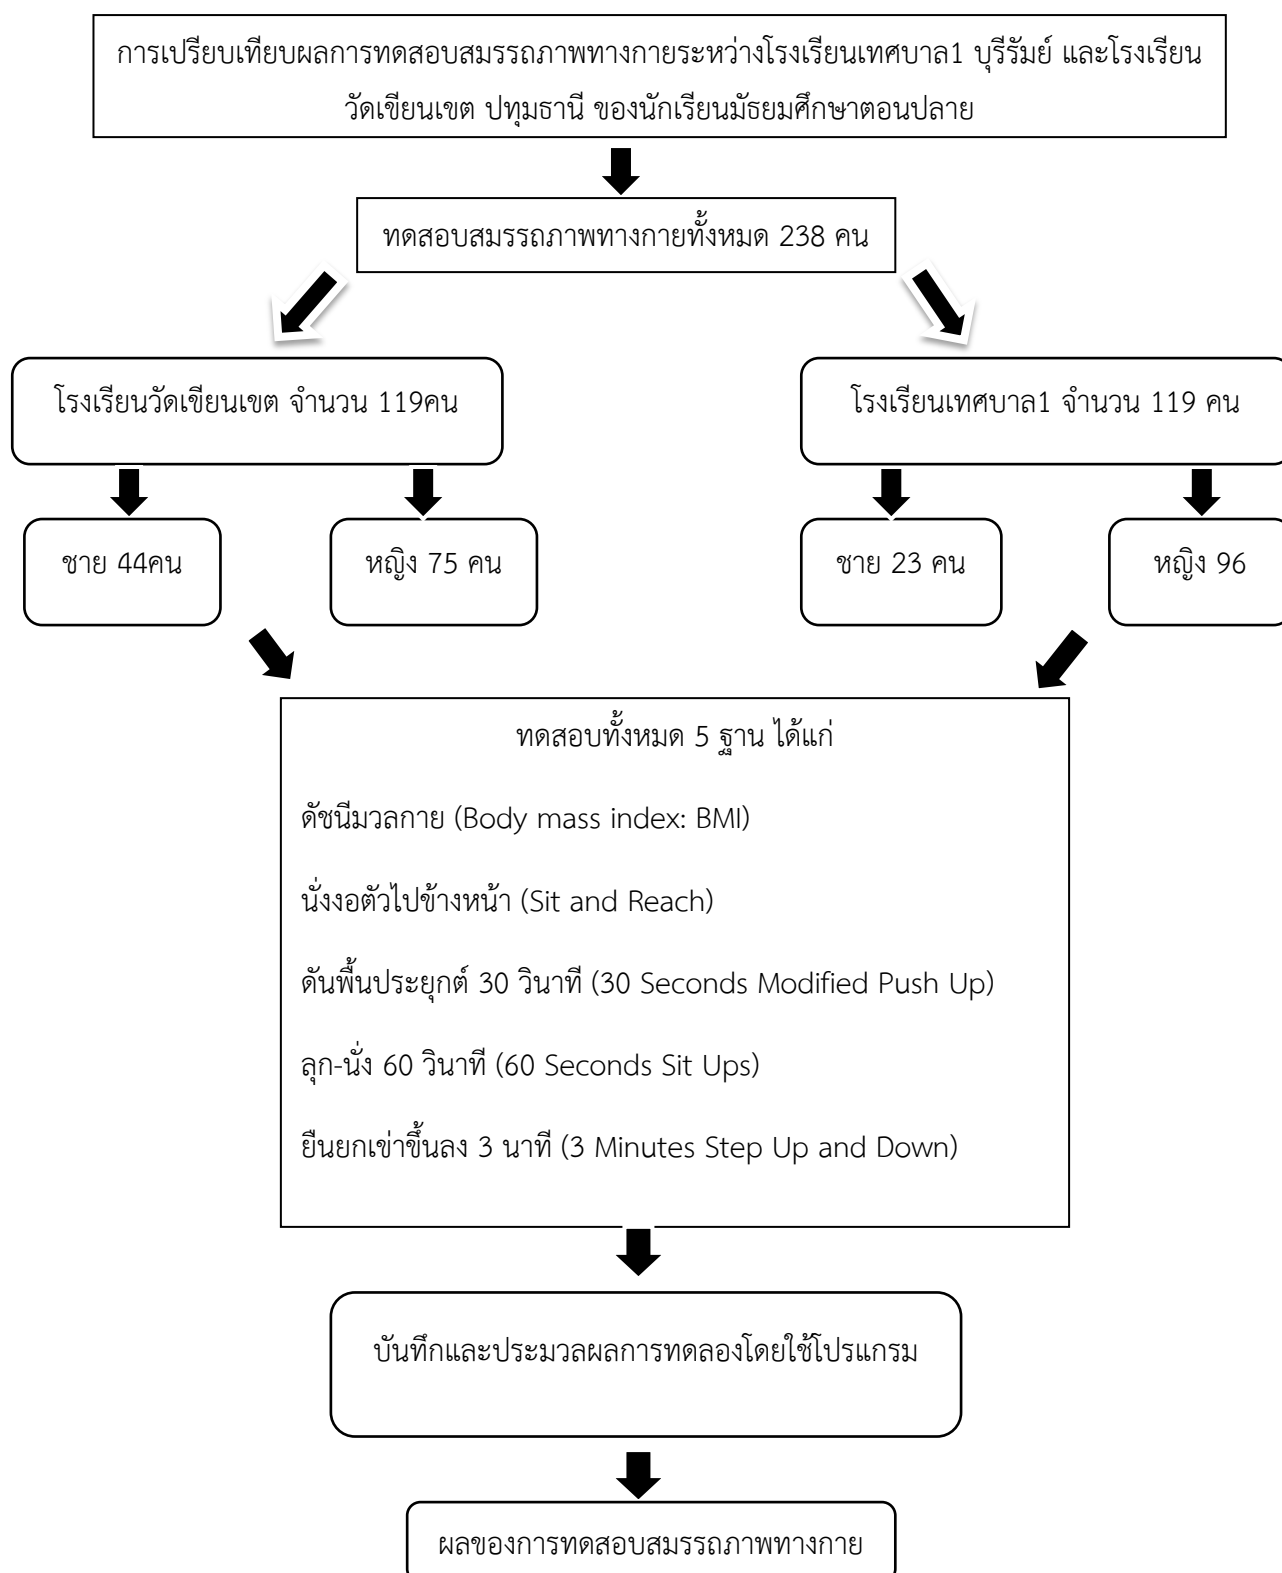 การเปรียบเทียบผลการทดสอบสมรรถภาพทางกายระหว่างโรงเรียนเทศบาล1 บุรีรัมย์ และโรงเรียน
วัดเขียนเขต ปทุมธานี ของนักเรียนมัธยมศึกษาตอนปลาย
ทดสอบสมรรถภาพทางกายทั้งหมด 238 คน
โรงเรียนวัดเขียนเขต จำนวน 119คน
โรงเรียนเทศบาล1 จำนวน 119 คน
ชาย 44คน
หญิง 75 คน
ชาย 23 คน
หญิง 96
ทดสอบทั้งหมด 5 ฐาน ได้แก่
ดัชนีมวลกาย (Body mass index: BMI)
นั่งงอตัวไปข้างหน้า (Sit and Reach)
ดันพื้นประยุกต์ 30 วินาที (30 Seconds Modified Push Up)
ลุก-นั่ง 60 วินาที (60 Seconds Sit Ups)
ยืนยกเข่าขึ้นลง 3 นาที (3 Minutes Step Up and Down)
บันทึกและประมวลผลการทดลองโดยใช้โปรแกรม
ผลของการทดสอบสมรรถภาพทางกาย